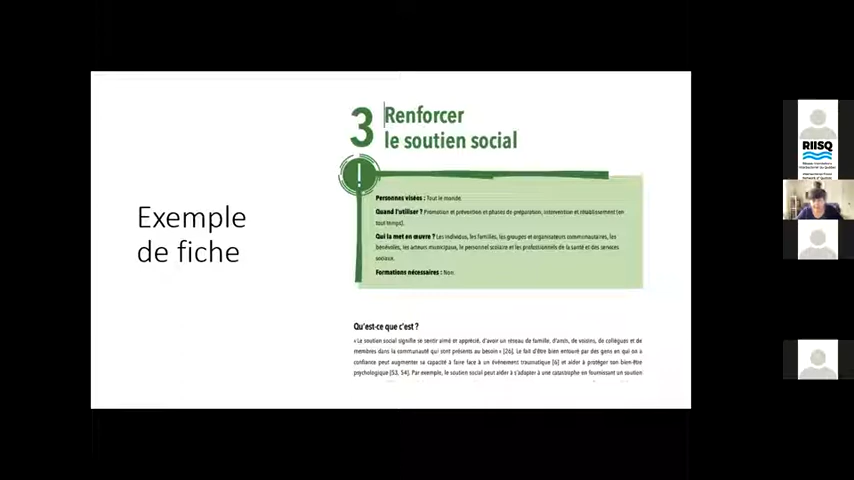 Exemple
de fiche
3 Renforcer
le soutien social
!
Personnes visées : Tout le monde.
Quand l'utiliser ? Promotion et prévention et phases de préparation, intervention et rétablissement (en
tout temps).
Qui la met en œuvre ? Les individus, les familles, les groupes et organisateurs communautaires, les
bénévoles, les acteurs municipaux, le personnel scolaire et les professionnels de la santé et des services
sociaux.
Formations nécessaires : Non.
Qu'est-ce que c'est ?
« Le soutien social signifie se sentir aimé et apprécié, d'avoir un réseau de famille, d'amis, de voisins, de collègues et de
membres dans la communauté qui sont présents au besoin » [26]. Le fait d'être bien entouré par des gens en qui on a
confiance peut augmenter sa capacité à faire face à un événement traumatique [6] et aider à protéger son bien-être
psychologique [53, 54]. Par exemple, le soutien social peut aider à s'adapter à une catastrophe en fournissant un soutien
RIISQ